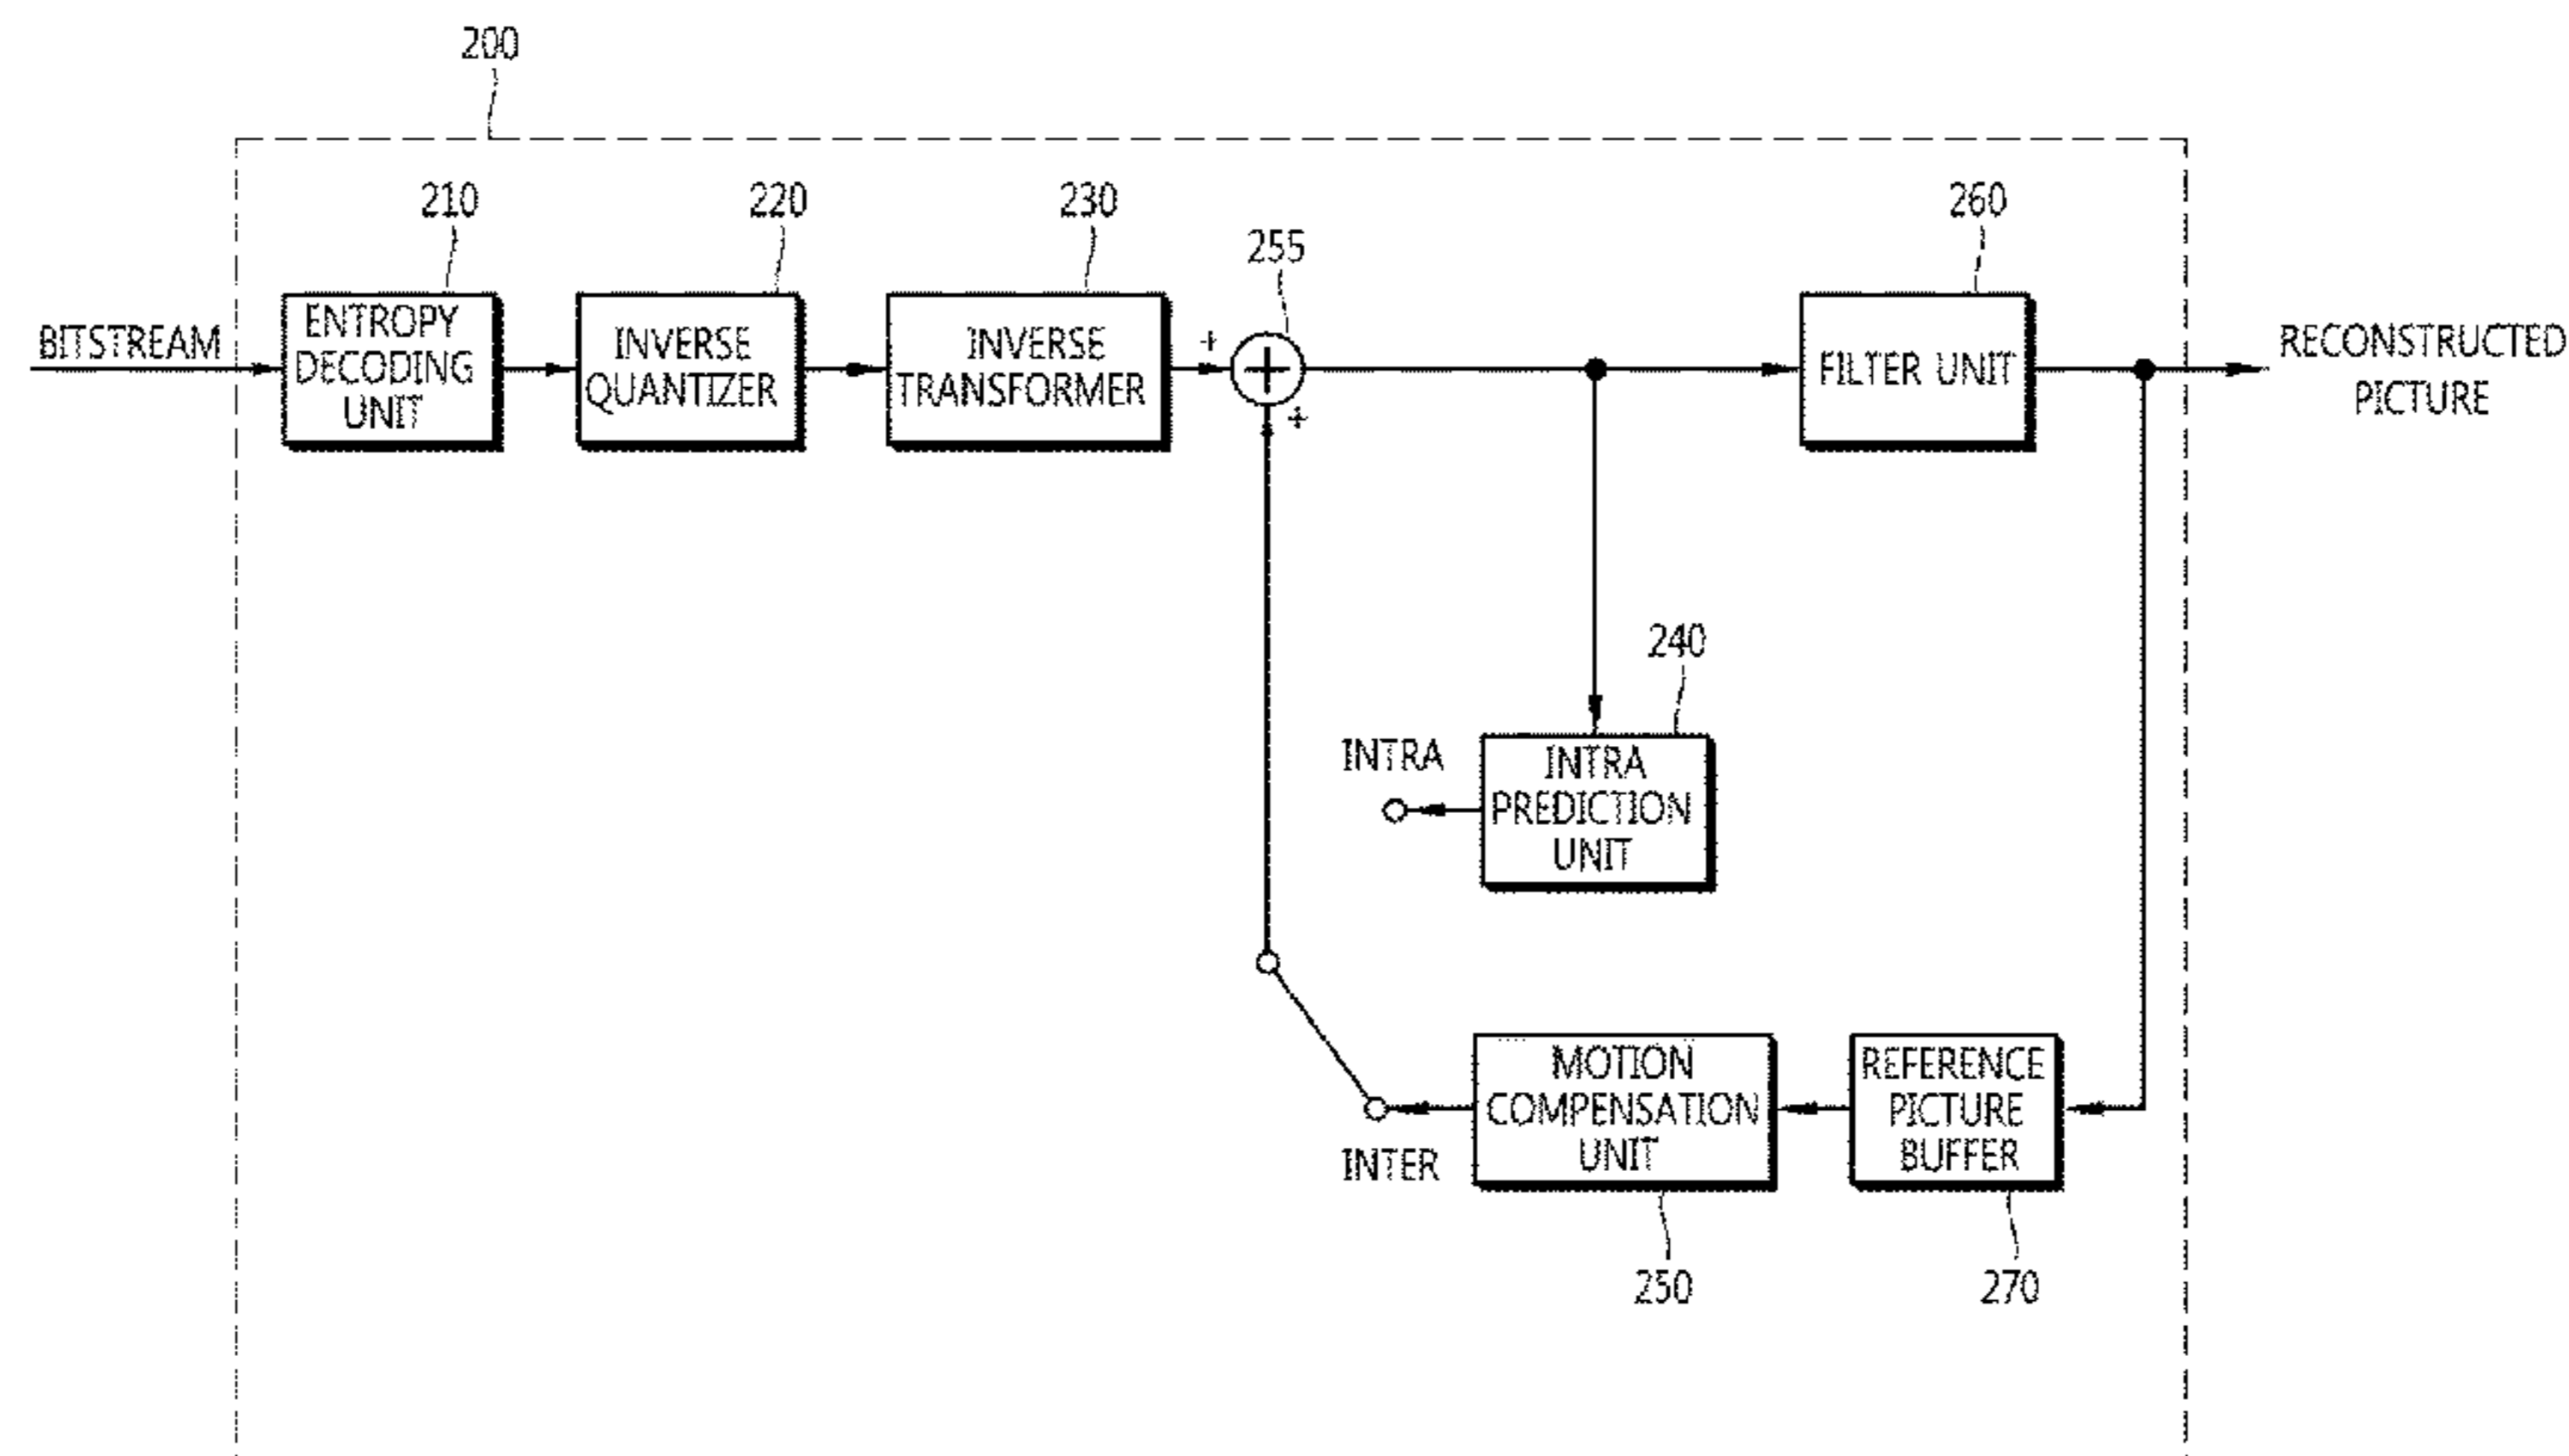 200
210
220
230
255
260
BITSTREAM
ENTROPY
DECODING
UNIT
INVERSE
QUANTIZER
INVERSE
TRANSFORMER
+
+
FILTER UNIT
RECONSTRUCTED
PICTURE
240
INTRA
INTRA
PREDICTION
UNIT
MOTION
COMPENSATION
UNIT
REFERENCE
PICTURE
BUFFER
INTER
250
270